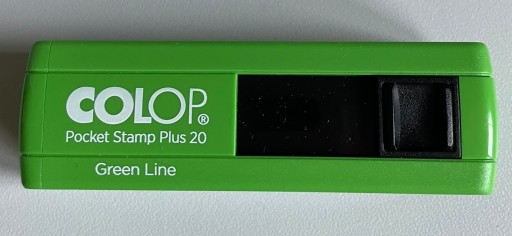 COLOP®
Pocket Stamp Plus 20
Green Line